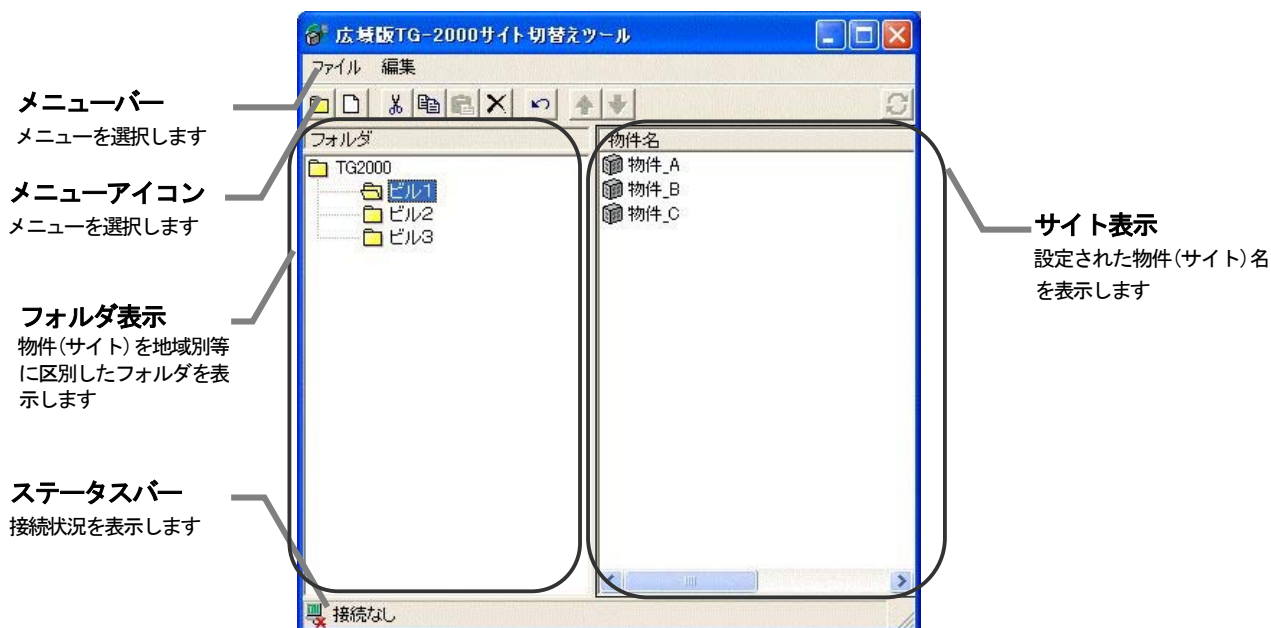 広域版TG-2000サイト切替えツール
ファイル 編集
メニューバー
メニューを選択します
メニューアイコン
メニューを選択します
フォルダ表示
物件(サイト)を地域別等
に区別したフォルダを表
示します
ステータスバー
接続状況を表示します
フォルダ
TG2000
ビル1
ビル2
ビル3
物件名
物件_A
物件_B
物件_C
サイト表示
設定された物件(サイト)名
を表示します
接続なし